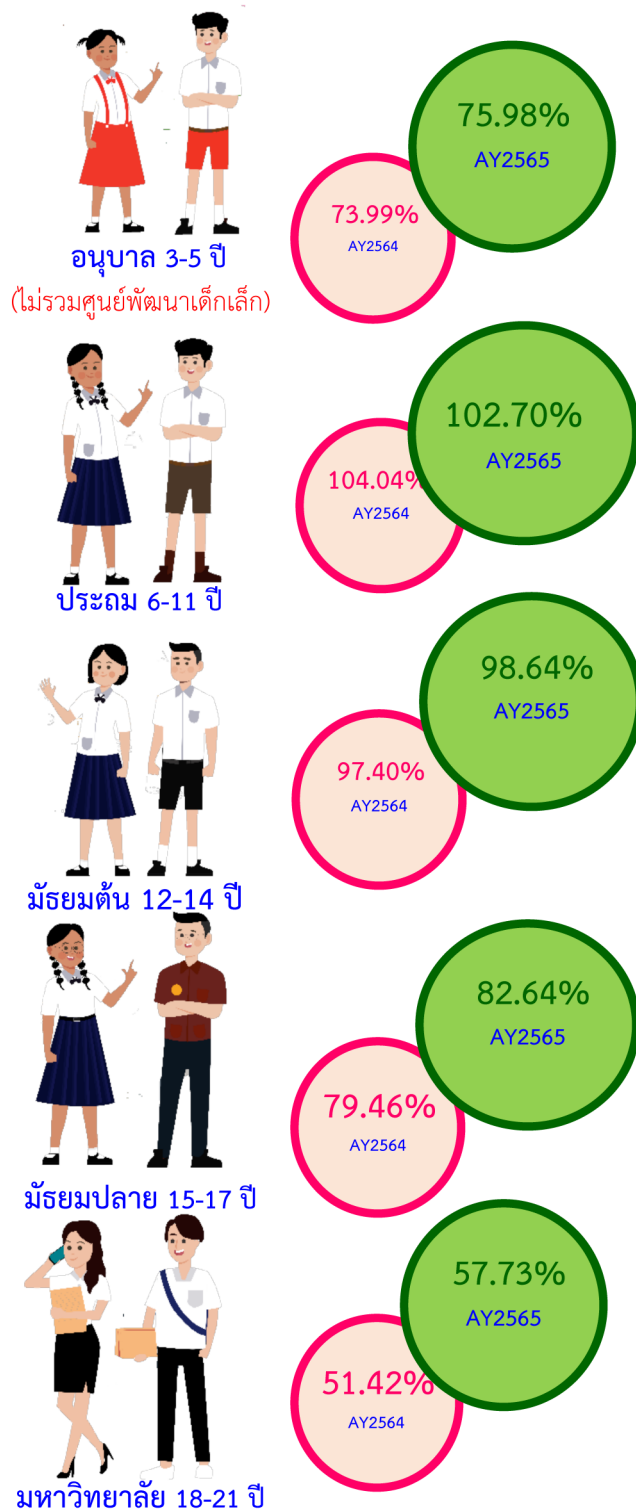 75.98%
AY2565
73.99%
AY2564
อนุบาล 3-5 ปี
(ไม่รวมศูนย์พัฒนาเด็กเล็ก)
102.70%
AY2565
104.04%
AY2564
ประถม 6-11 ปี
98.64%
AY2565
97.40%
AY2564
มัธยมต้น 12-14 ปี
82.64%
AY2565
79.46%
AY2564
มัธยมปลาย 15-17 ปี
57.73%
AY2565
51.42%
AY2564
มหาวิทยาลัย 18-21 ปี